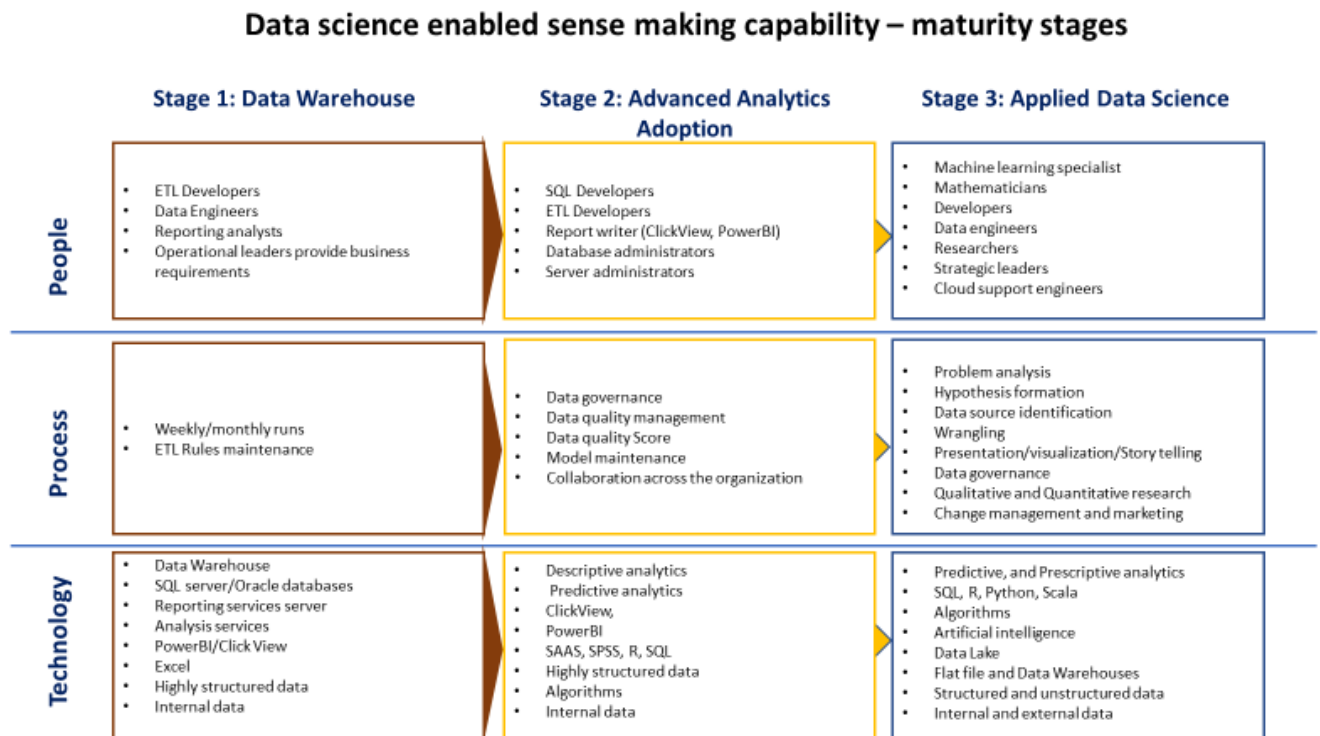 Data science enabled sense making capability – maturity stages
Stage 1: Data Warehouse
Stage 2: Advanced Analytics
Adoption
Stage 3: Applied Data Science
People
• ETL Developers
• Data Engineers
• Reporting analysts
• Operational leaders provide business
requirements
• SQL Developers
• ETL Developers
• Report writer (ClickView, PowerBI)
• Database administrators
• Server administrators
• Machine learning specialist
• Mathematicians
• Developers
• Data engineers
• Researchers
• Strategic leaders
• Cloud support engineers
Process
• Weekly/monthly runs
• ETL Rules maintenance
• Data governance
• Data quality management
• Data quality Score
• Model maintenance
• Collaboration across the organization
• Problem analysis
• Hypothesis formation
• Data source identification
• Wrangling
• Presentation/visualization/Story telling
• Data governance
• Qualitative and Quantitative research
• Change management and marketing
Technology
• Data Warehouse
• SQL server/Oracle databases
• Reporting services server
• Analysis services
• PowerBI/Click View
• Excel
• Highly structured data
• Internal data
• Descriptive analytics
• Predictive analytics
• ClickView,
• PowerBI
• SAAS, SPSS, R, SQL
• Highly structured data
• Algorithms
• Internal data
• Predictive, and Prescriptive analytics
• SQL, R, Python, Scala
• Algorithms
• Artificial intelligence
• Data Lake
• Flat file and Data Warehouses
• Structured and unstructured data
• Internal and external data